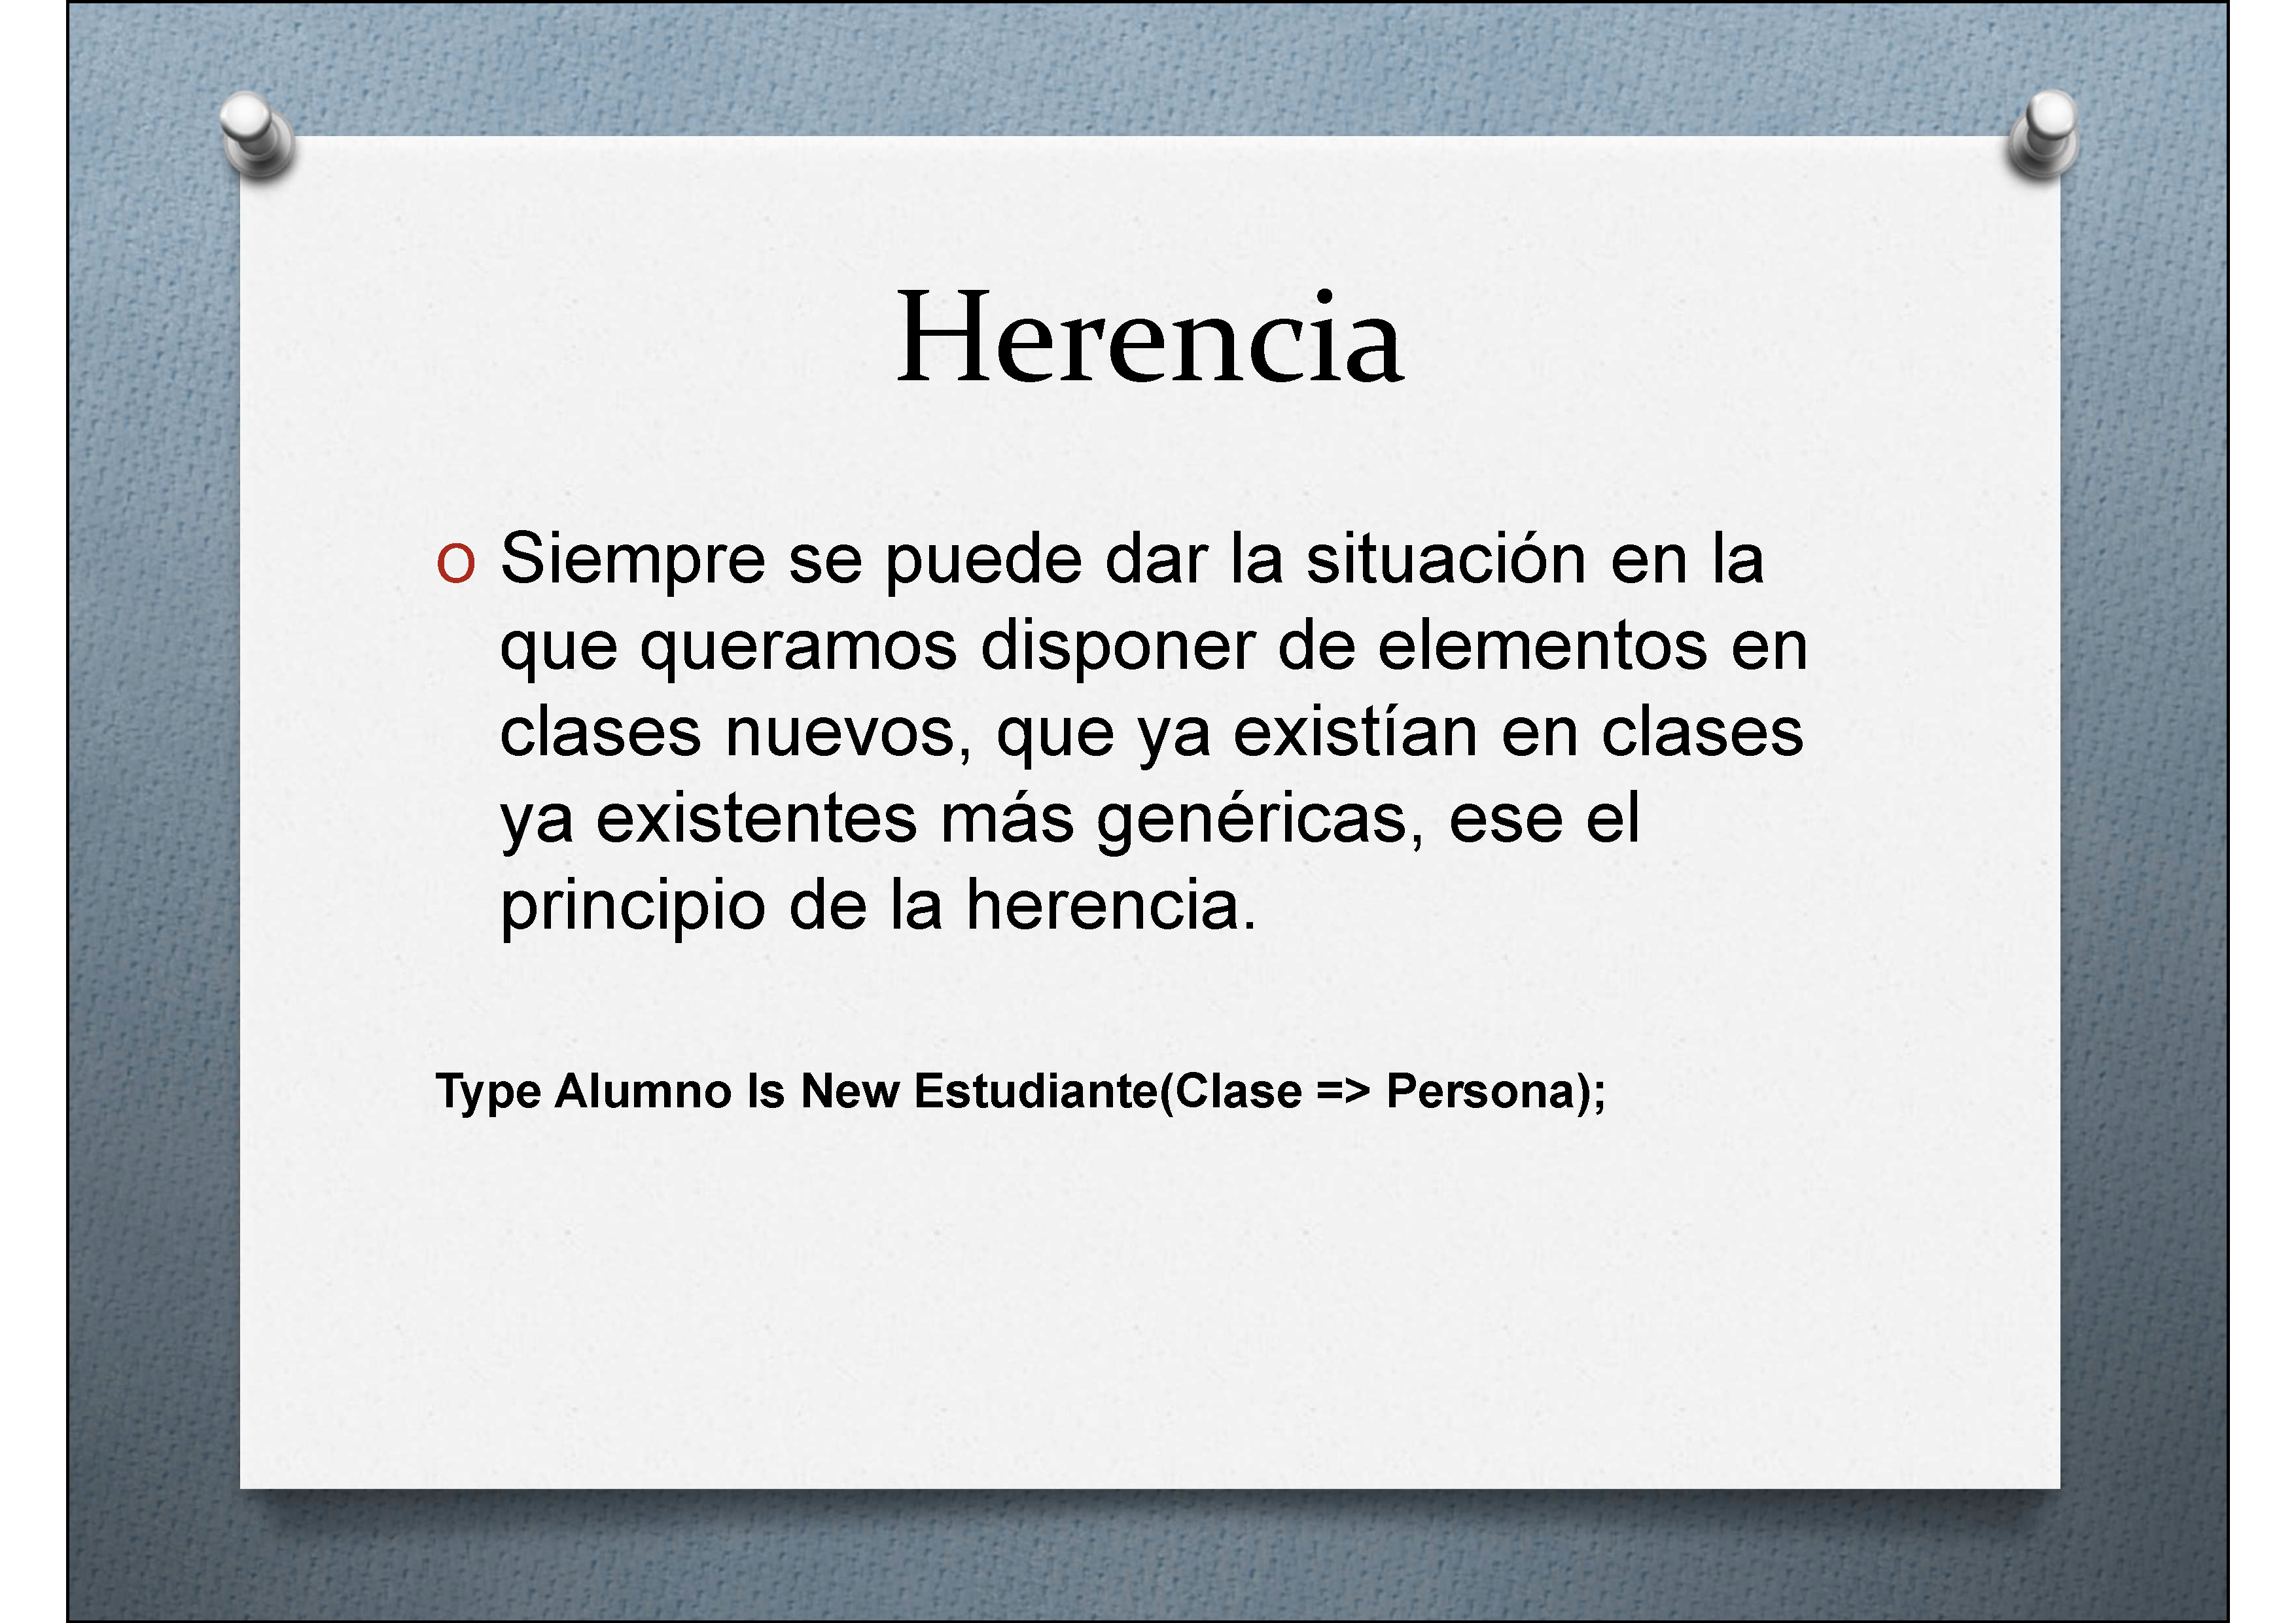 Herencia
O Siempre se puede dar la situación en la
que queramos disponer de elementos en
clases nuevos, que ya existían en clases
ya existentes más genéricas, ese el
principio de la herencia.
Type Alumno Is New Estudiante(Clase => Persona);